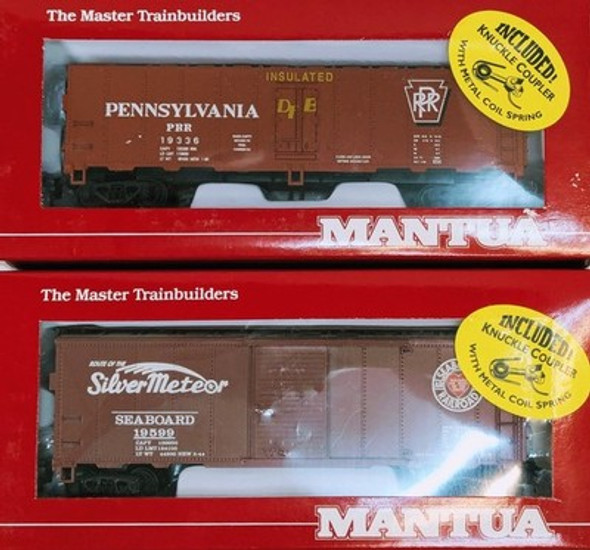 The Master Trainbuilders
INCLUDED!
KNUCKLE COUPLER
WITH METAL COIL SPRING
INSULATED
PENNSYLVANIA
DF B
PRR
PRR
19336
MANTUA
The Master Trainbuilders
INCLUDED!
KNUCKLE COUPLER
WITH METAL COIL SPRING
ROUTE OF THE
Silver Meteor
SEABOARD
19599
RAILROAD
MANTUA